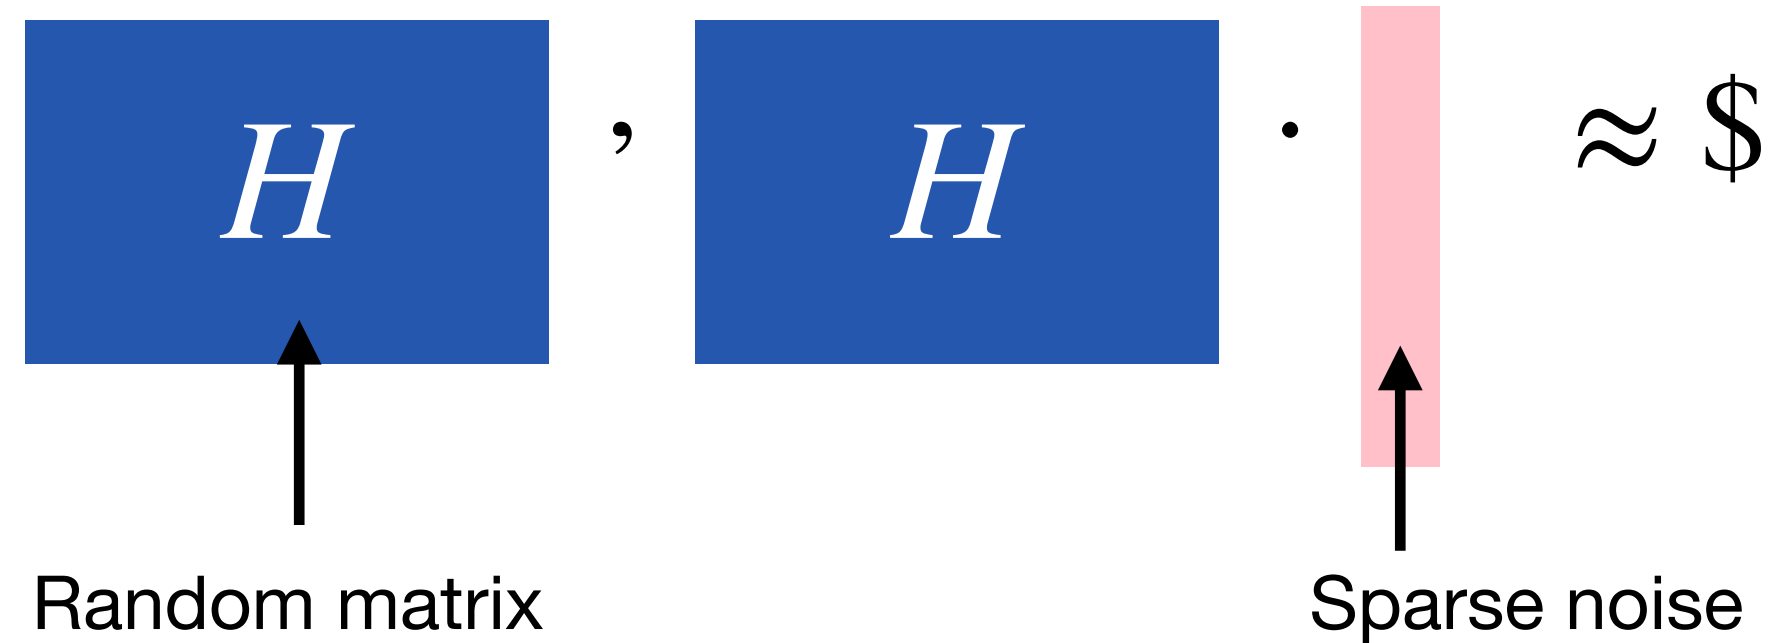 H , H · ≈ $
Random matrix
Sparse noise